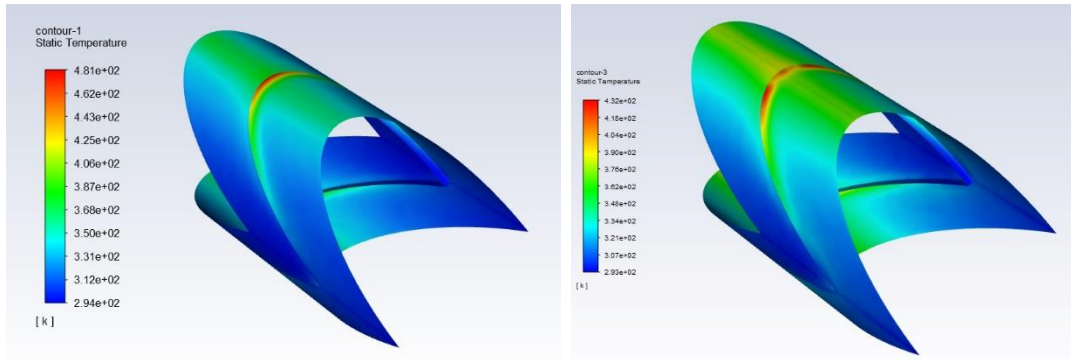 contour-1
Static Temperature
4.81e+02
4.62e+02
4.43e+02
4.25e+02
4.06e+02
3.87e+02
3.68e+02
3.50e+02
3.31e+02
3.12e+02
2.94e+02
[ k ]
contour-3
Static Temperature
4.32e+02
4.18e+02
4.04e+02
3.90e+02
3.76e+02
3.62e+02
3.48e+02
3.34e+02
3.21e+02
3.07e+02
2.93e+02
[ k ]